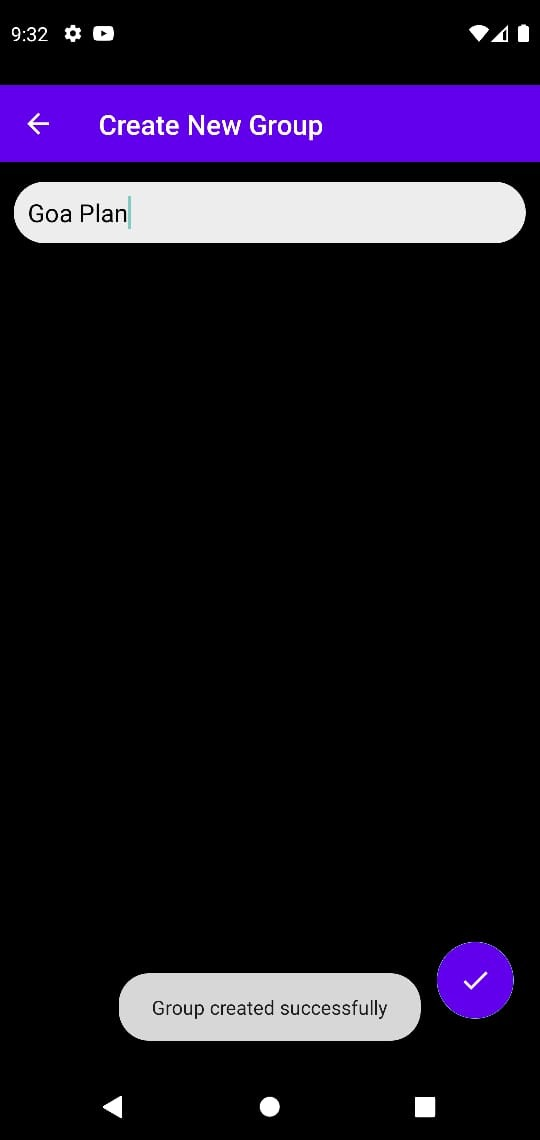 9:32
Create New Group
Goa Plan
Group created successfully